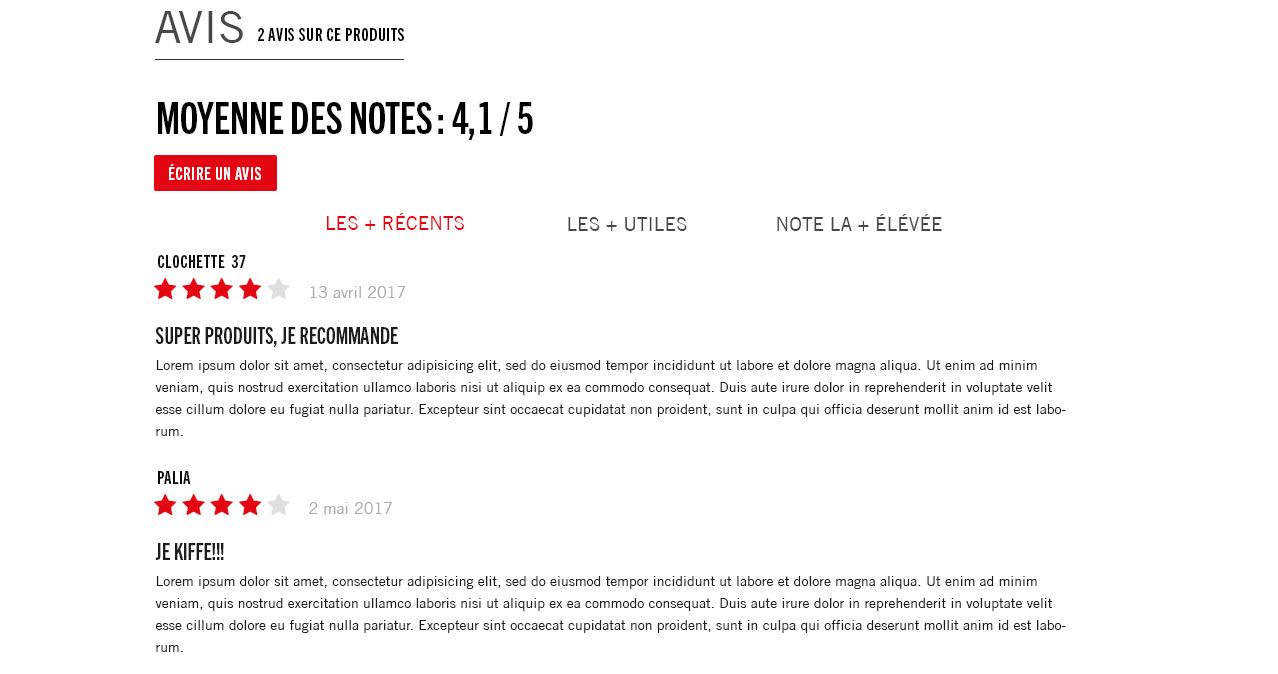 AVIS 2 AVIS SUR CE PRODUITS
MOYENNE DES NOTES : 4,1 / 5
ÉCRIRE UN AVIS
LES + RÉCENTS LES + UTILES NOTE LA + ÉLÉVÉE
CLOCHETTE 37
13 avril 2017
SUPER PRODUITS, JE RECOMMANDE
Lorem ipsum dolor sit amet, consectetur adipisicing elit, sed do eiusmod tempor incididunt ut labore et dolore magna aliqua. Ut enim ad minim
veniam, quis nostrud exercitation ullamco laboris nisi ut aliquip ex ea commodo consequat. Duis aute irure dolor in reprehenderit in voluptate velit
esse cillum dolore eu fugiat nulla pariatur. Excepteur sint occaecat cupidatat non proident, sunt in culpa qui officia deserunt mollit anim id est labo-
rum.
PALIA
2 mai 2017
JE KIFFE!!!
Lorem ipsum dolor sit amet, consectetur adipisicing elit, sed do eiusmod tempor incididunt ut labore et dolore magna aliqua. Ut enim ad minim
veniam, quis nostrud exercitation ullamco laboris nisi ut aliquip ex ea commodo consequat. Duis aute irure dolor in reprehenderit in voluptate velit
esse cillum dolore eu fugiat nulla pariatur. Excepteur sint occaecat cupidatat non proident, sunt in culpa qui officia deserunt mollit anim id est labo-
rum.